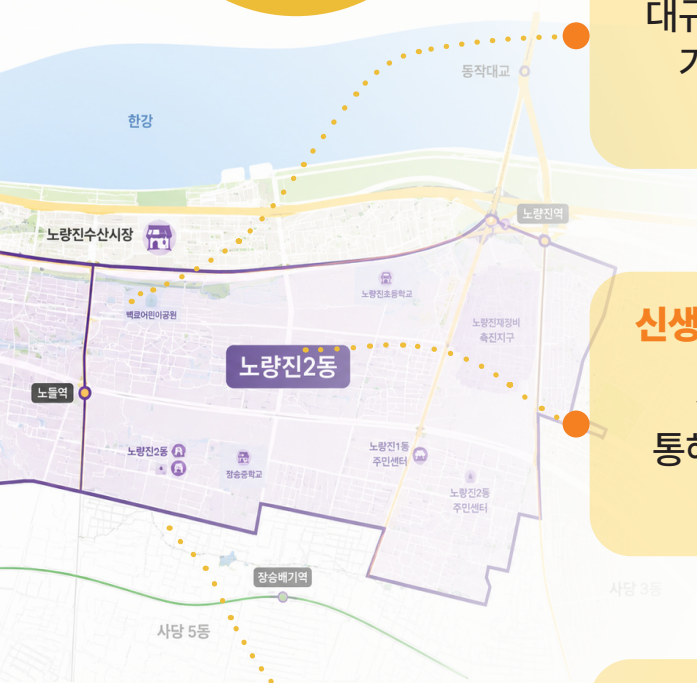 대구
동작대교
한강
노량진역
노량진수산시장
노량진초등학교
백로어린이공원
노량진재정비
촉진지구
신생
노량진2동
노들역
노량진2동
노량진1동
주민센터
통해
장승중학교
노량진2동
주민센터
장승배기역
사당 3동
사당 5동